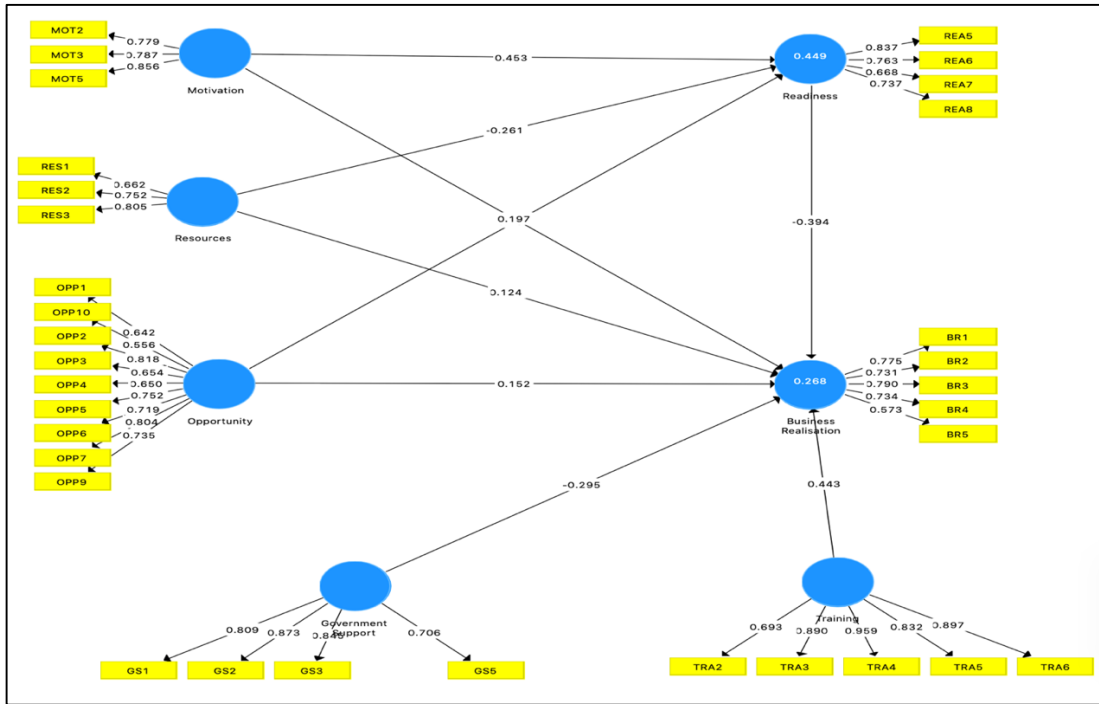 MOT2
MOT3
MOT5
0.779
0.787
0.856
Motivation
0.453
0.449
Readiness
0.837
0.763
0.668
0.737
REA5
REA6
REA7
REA8
RES1
RES2
RES3
0.662
0.752
0.805
Resources
-0.261
0.197
-0.394
0.124
OPP1
OPP10
OPP2
OPP3
OPP4
OPP5
OPP6
OPP7
OPP9
0.642
0.556
0.818
0.654
0.650
0.752
0.719
0.804
0.735
Opportunity
0.152
0.268
Business
Realisation
0.775
0.731
0.790
0.734
0.573
BR1
BR2
BR3
BR4
BR5
-0.295
0.443
Government
Support
0.809
0.873
0.706
GS1
GS2
GS3
GS5
Training
0.693
0.890
0.959
0.832
0.897
TRA2
TRA3
TRA4
TRA5
TRA6